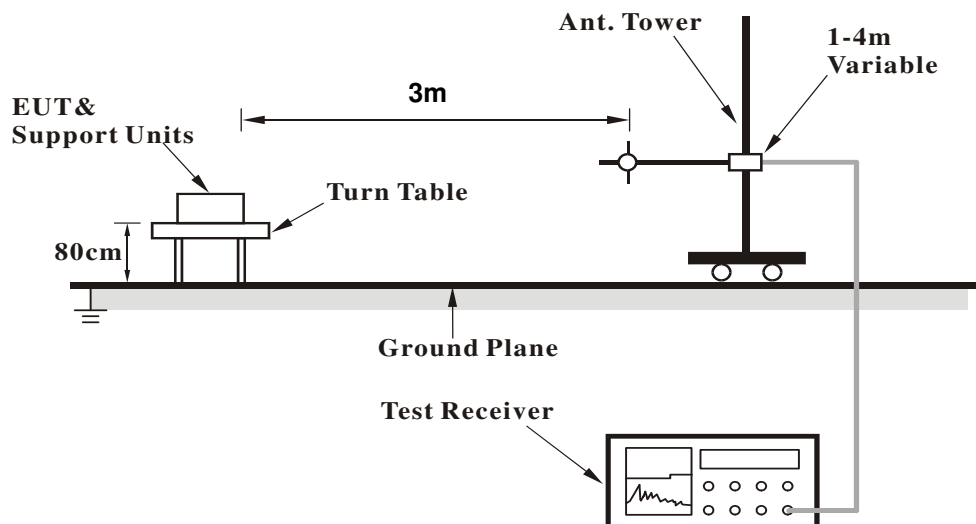 Ant. Tower
1-4m
Variable
3m
EUT&
Support Units
Turn Table
80cm
Ground Plane
Test Receiver